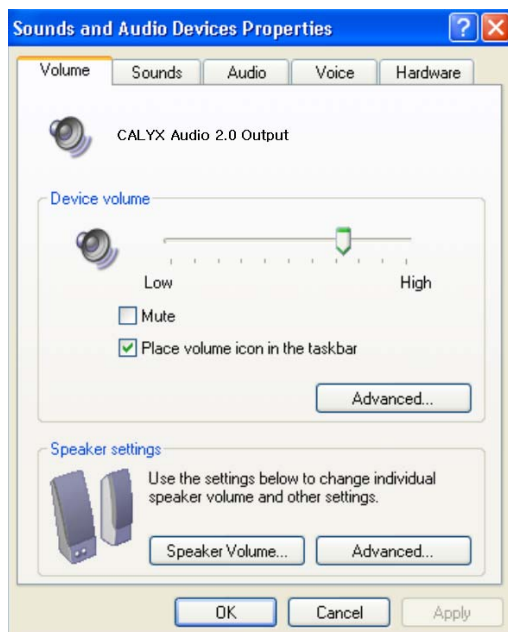 Sounds and Audio Devices Properties
Volume
Sounds
Audio
Voice
Hardware
CALYX Audio 2.0 Output
Device volume
Low
High
Mute
Place volume icon in the taskbar
Advanced...
Speaker settings
Use the settings below to change individual
speaker volume and other settings.
Speaker Volume...
Advanced...
OK
Cancel
Apply